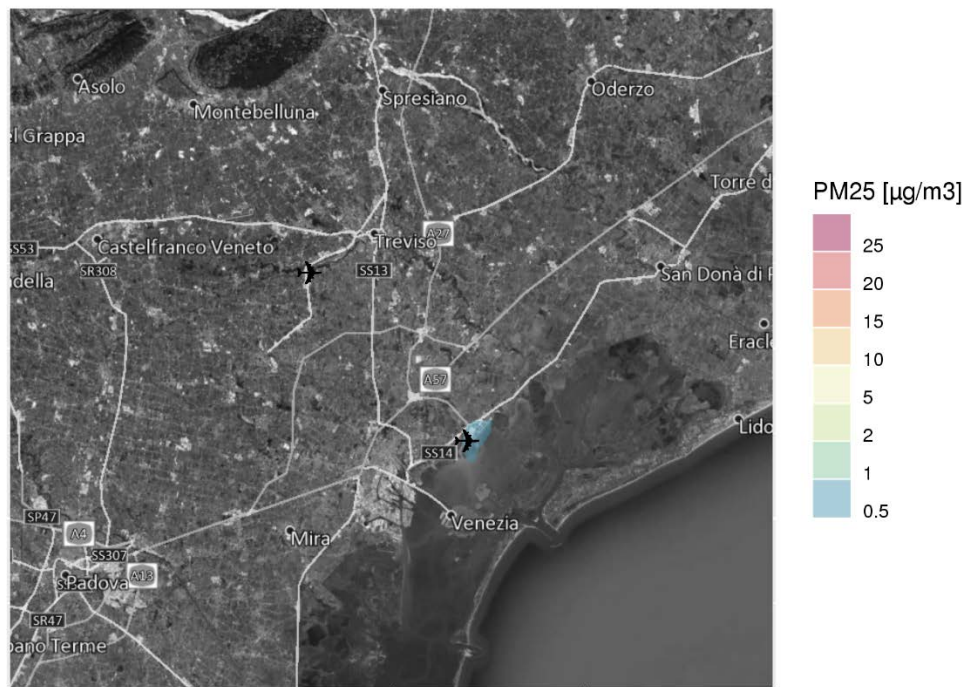 Asolo
Montebelluna
Spresiano
Oderzo
el Grappa
Torre d
A27
Treviso
SS53
Castelfranco Veneto
SS13
San Donà di P
SR308
adella
Eracle
A57
Lido
SS14
SP47
Venezia
A4
Mira
SS307
A13
Padova
SR47
bano Terme
PM25 [µg/m3]
25
20
15
10
5
2
1
0.5